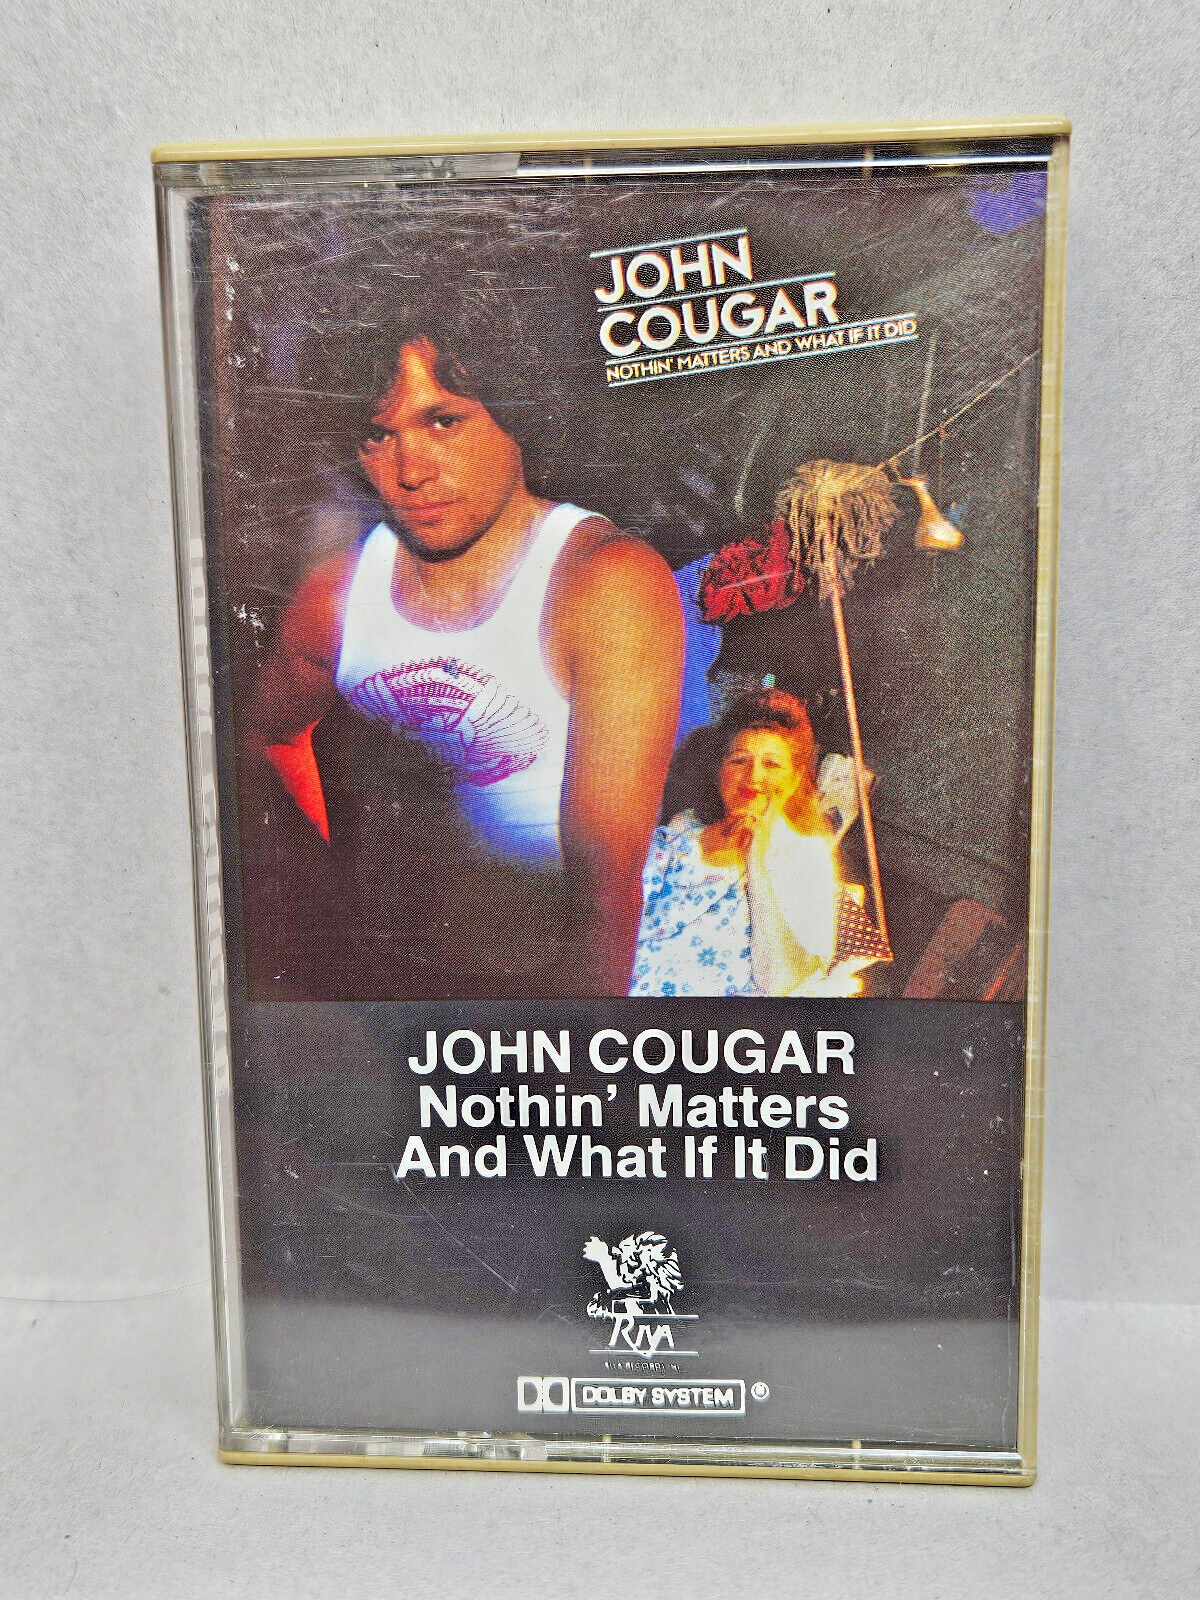 JOHN
COUGAR
NOTHIN' MATTERS AND WHAT IF IT DID
JOHN COUGAR
Nothin' Matters
And What If It Did
RIVA
DOLBY SYSTEM ®